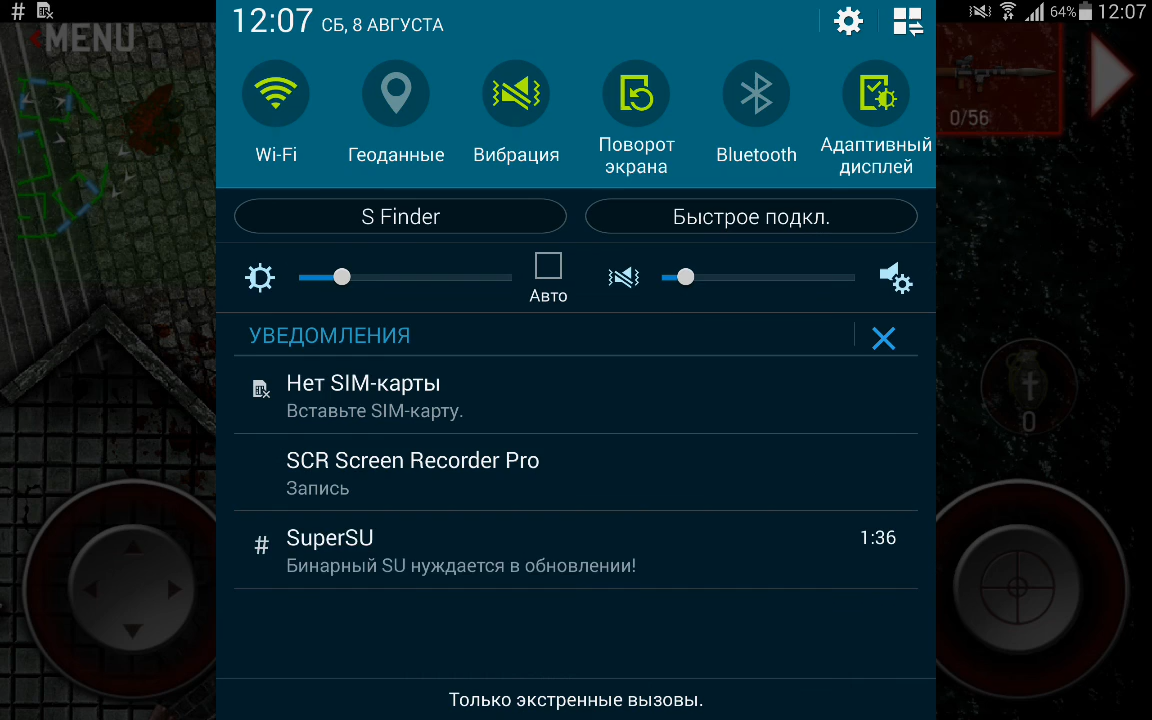 #
64% 12:07
12:07 СБ, 8 АВГУСТА
MENU
0/56
Wi-Fi
Геоданные
Вибрация
Поворот
экрана
Bluetooth
Адаптивный
дисплей
S Finder
Быстрое подкл.
Авто
УВЕДОМЛЕНИЯ
Нет SIM-карты
Вставьте SIM-карту.
SCR Screen Recorder Pro
Запись
0
# SuperSU 1:36
Бинарный SU нуждается в обновлении!
Только экстренные вызовы.